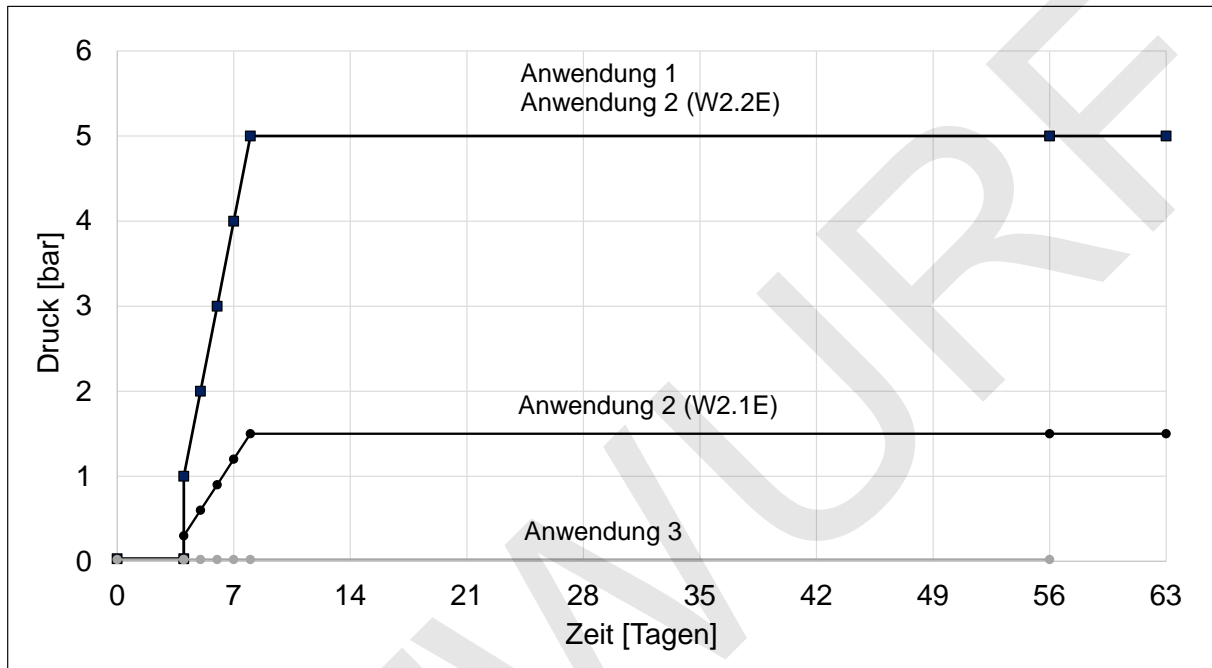 6
Anwendung 1
Anwendung 2 (W2.2E)
5
4
Druck [bar]
3
2
Anwendung 2 (W2.1E)
1
Anwendung 3
0
0 7 14 21 28 35 42 49 56 63
Zeit [Tagen]
WURF